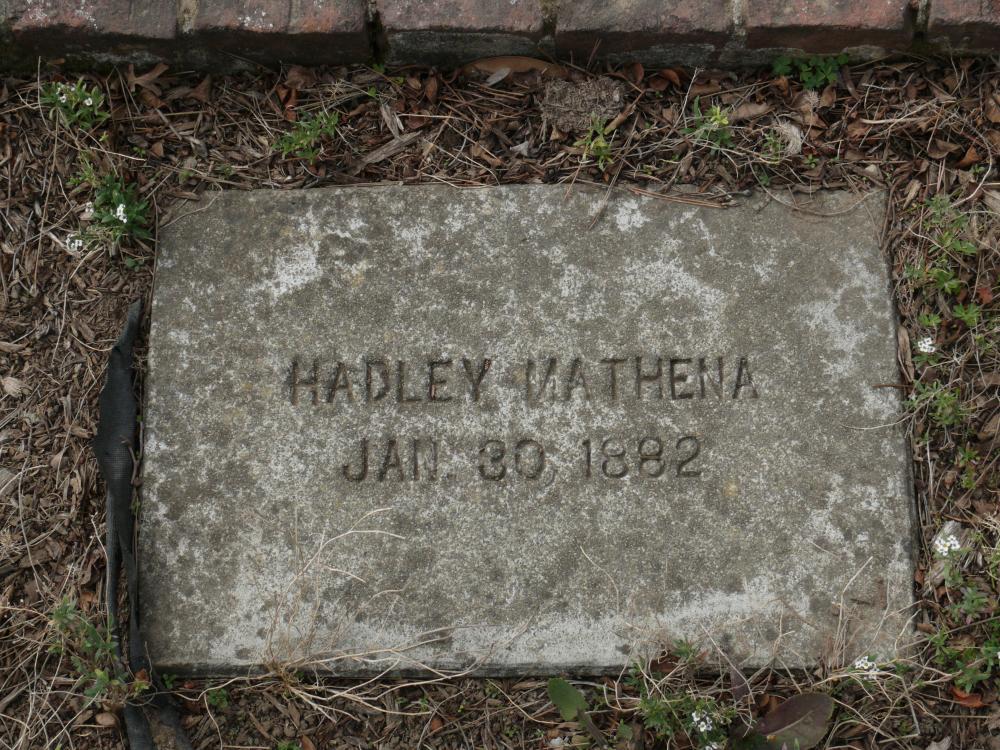 HADLEY MATHENA
JAN. 30, 1882